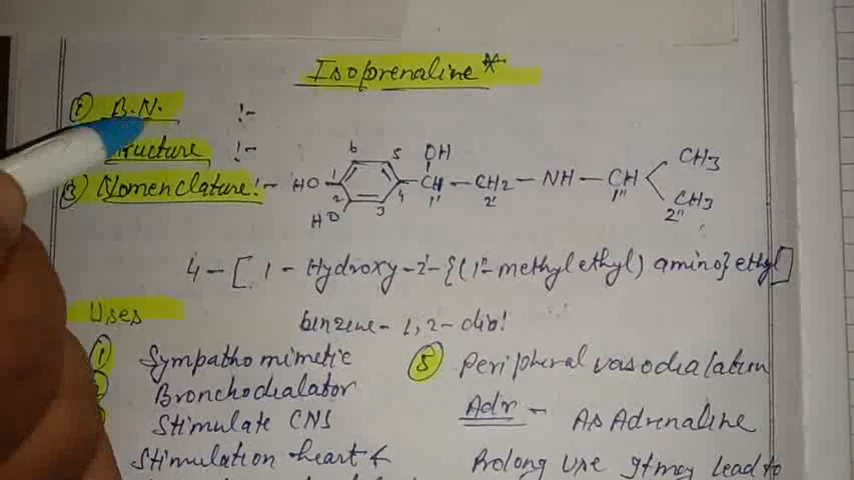 Isoprenaline*
① B.N. :-
ructure :-
③ Nomenclature :-
HO 1 2 3 4 5 6 HO OH CH 1' CH2 2' NH CH 1" CH3 CH3 2"
4-[1-Hydroxy-2-{(1"-methylethyl) amino}ethyl]
benzene-1,2-diol
Uses
① Sympathomimetic
Bronchodialator
Stimulate CNS
Stimulation heart &
⑤ Peripheral vasodialation
Adr - As Adrenaline
Prolong use It may lead to